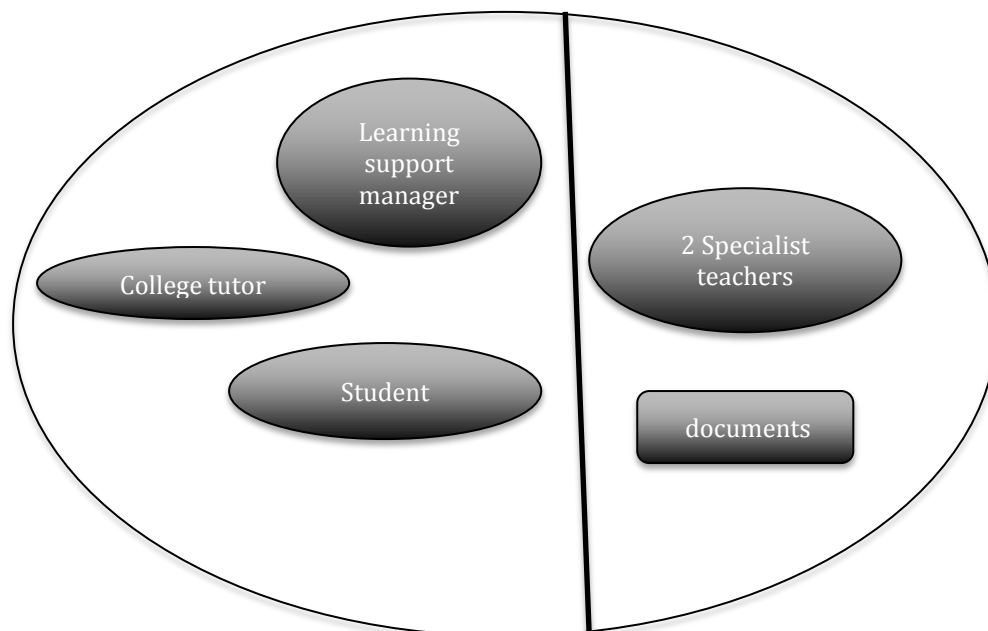 Learning
support
manager
2 Specialist
teachers
College tutor
Student
documents